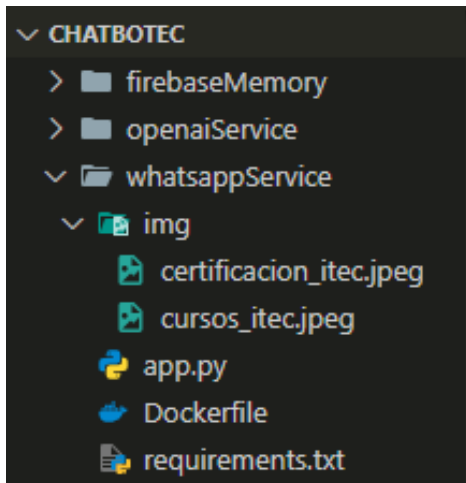 CHATBOTEC
firebaseMemory
openaiService
whatsappService
img
certificacion_itec.jpeg
cursos_itec.jpeg
app.py
Dockerfile
requirements.txt